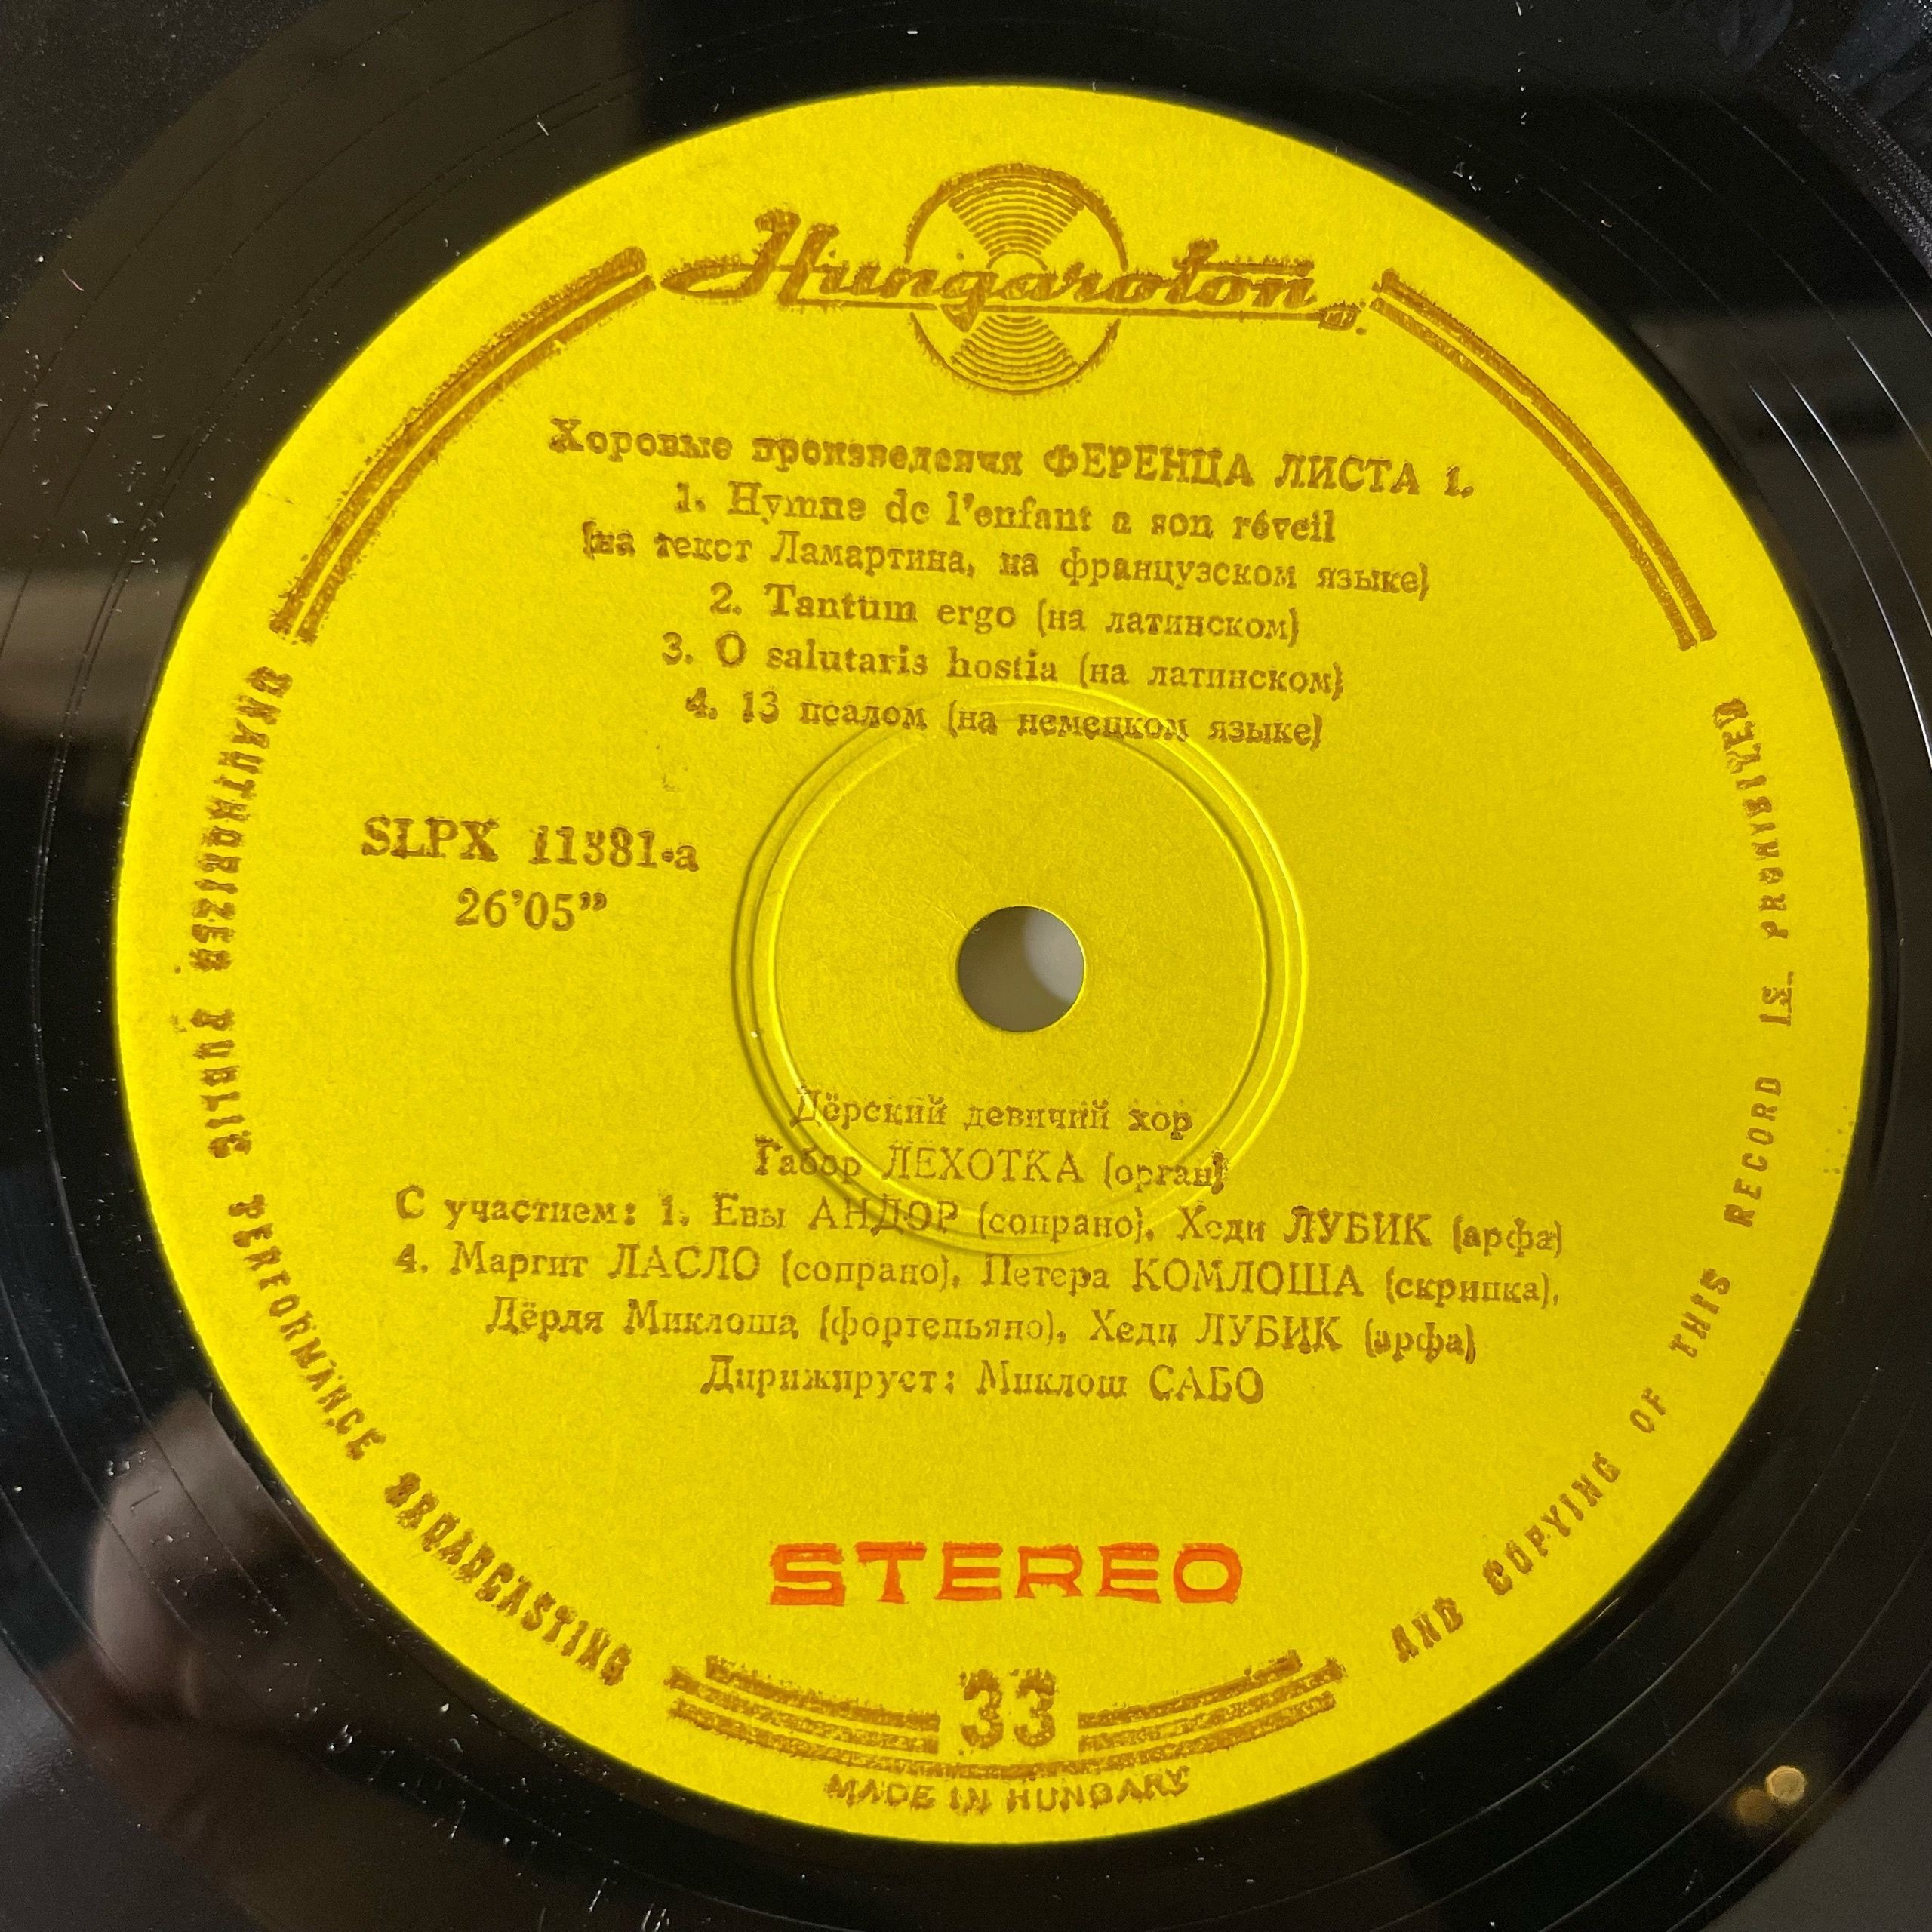 Hungaroton
Хоровые произведения ФЕРЕНЦА ЛИСТА 1.
1. Hymne de l'enfant a son réveil
(на текст Ламартина, на французском языке)
2. Tantum ergo (на латинском)
3. O salutaris hostia (на латинском)
4. 13 псалом (на немецком языке)
SLPX 11381-a
26'05”
Дёрский девичий хор
Габор ЛЕХОТКА (орган)
С участием: 1. Евы АНДОР (сопрано), Хеди ЛУБИК (арфа)
4. Маргит ЛАСЛО (сопрано), Петера КОМЛОША (скрипка),
Дёрдя Миклоша (фортепьяно), Хеди ЛУБИК (арфа)
Дирижирует: Миклош САБО
STEREO
33
MADE IN HUNGARY
UNAUTHORIZED PUBLIC PERFORMANCE BROADCASTING AND COPYING OF THIS RECORD IS PROHIBITED